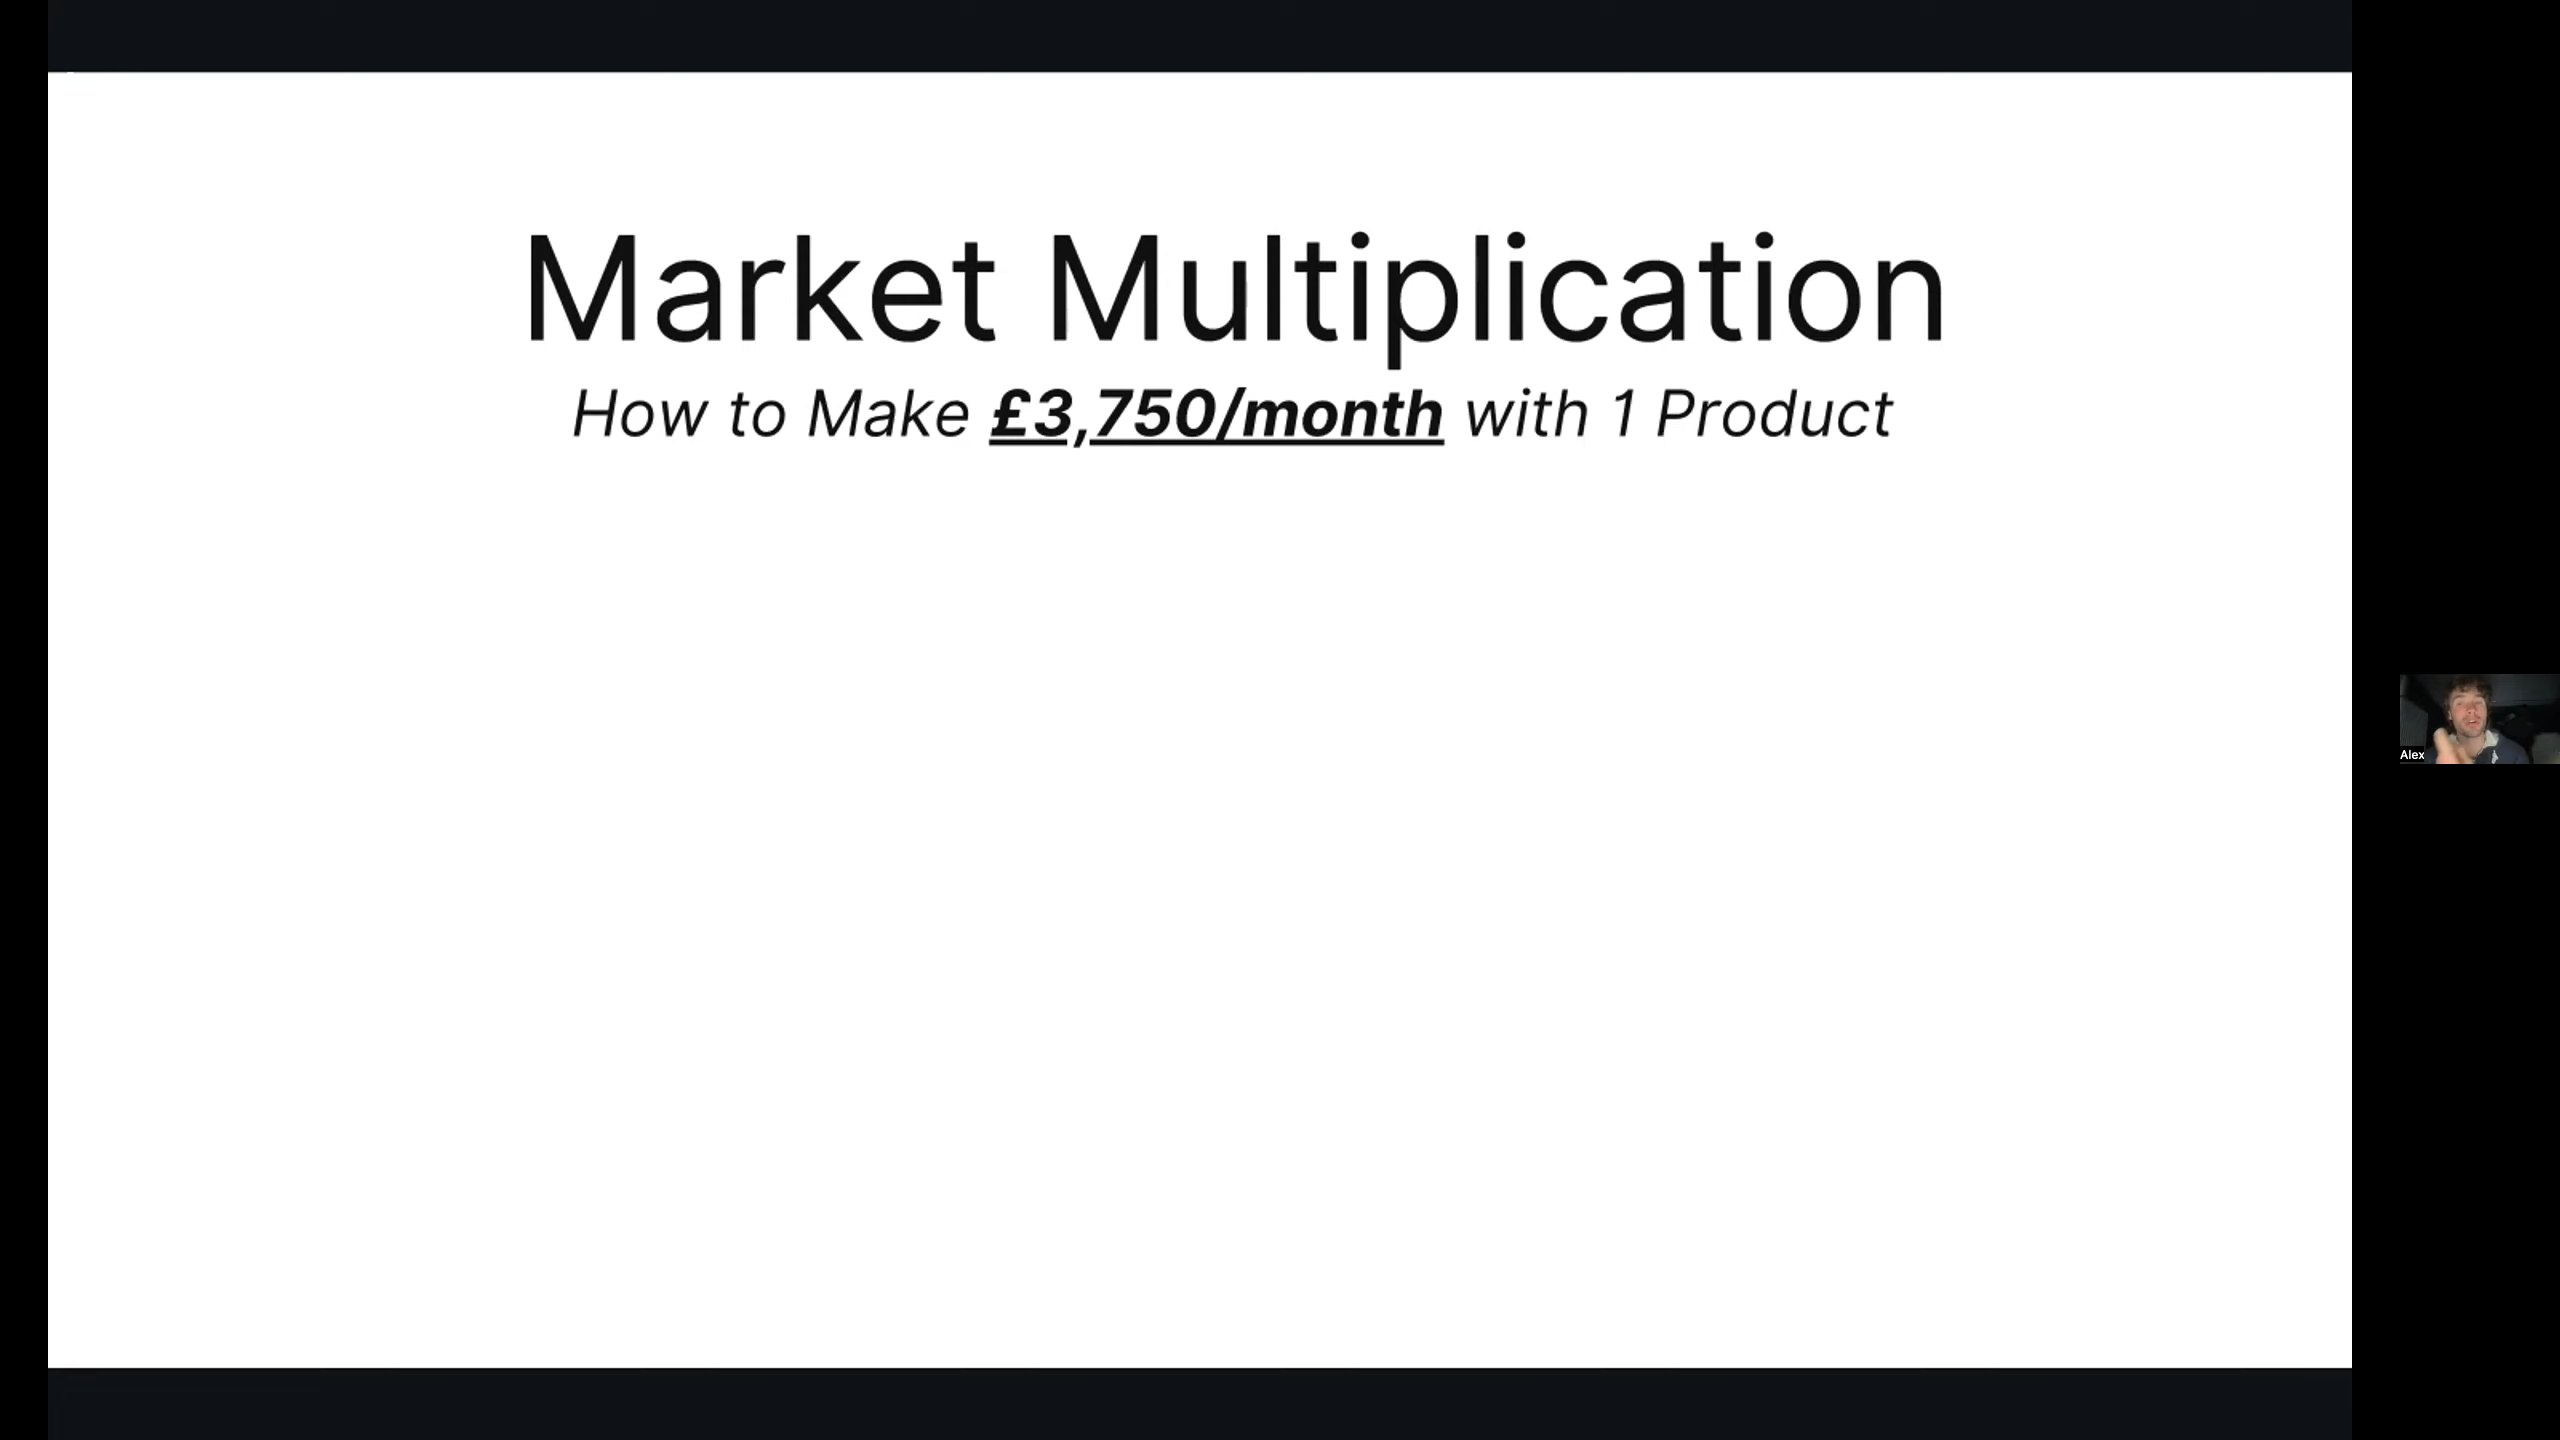 Market Multiplication
How to Make £3,750/month with 1 Product
Alex